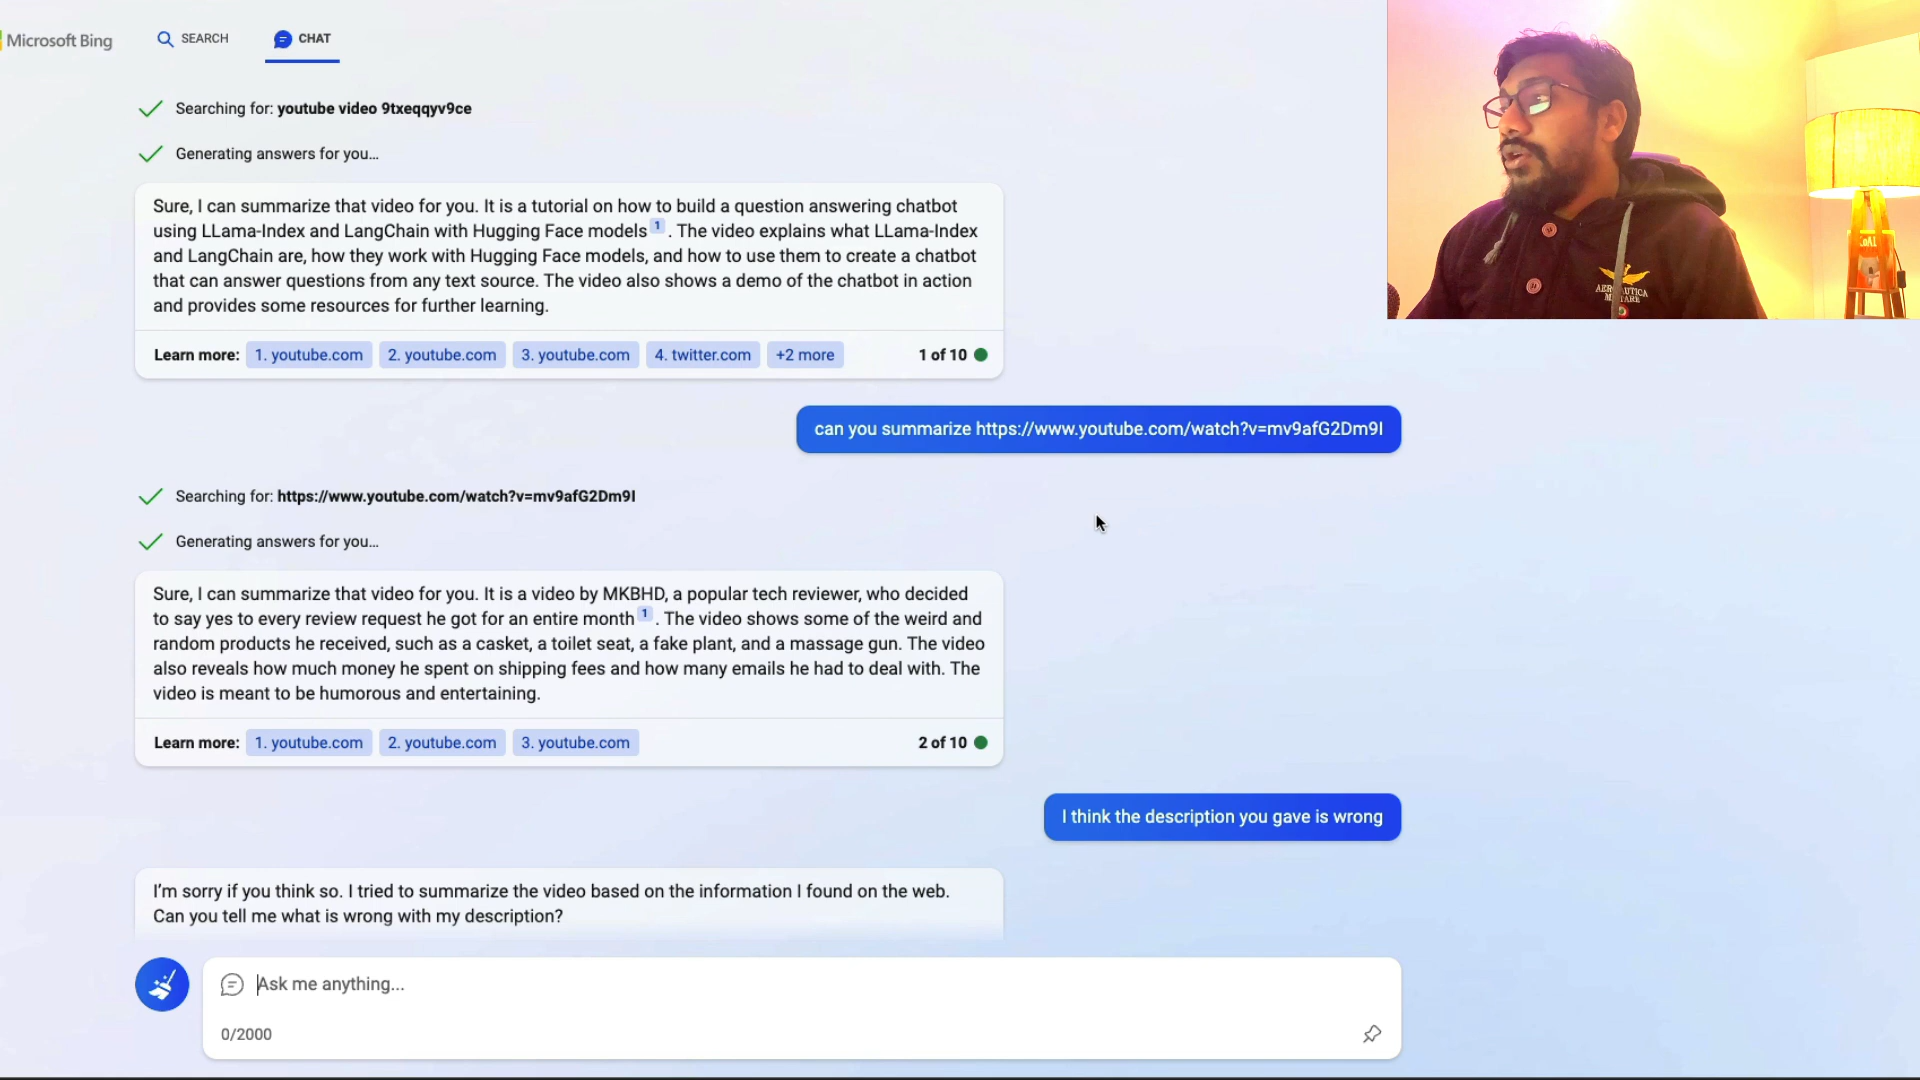 Microsoft Bing
SEARCH
CHAT
Searching for: youtube video 9txeqqyv9ce
Generating answers for you...
Sure, I can summarize that video for you. It is a tutorial on how to build a question answering chatbot
using LLama-Index and LangChain with Hugging Face models 1 . The video explains what LLama-Index
and LangChain are, how they work with Hugging Face models, and how to use them to create a chatbot
that can answer questions from any text source. The video also shows a demo of the chatbot in action
and provides some resources for further learning.
Learn more: 1. youtube.com 2. youtube.com 3. youtube.com 4. twitter.com +2 more 1 of 10
can you summarize https://www.youtube.com/watch?v=mv9afG2Dm9I
Searching for: https://www.youtube.com/watch?v=mv9afG2Dm9I
Generating answers for you...
Sure, I can summarize that video for you. It is a video by MKBHD, a popular tech reviewer, who decided
to say yes to every review request he got for an entire month 1 . The video shows some of the weird and
random products he received, such as a casket, a toilet seat, a fake plant, and a massage gun. The video
also reveals how much money he spent on shipping fees and how many emails he had to deal with. The
video is meant to be humorous and entertaining.
Learn more: 1. youtube.com 2. youtube.com 3. youtube.com 2 of 10
I think the description you gave is wrong
I'm sorry if you think so. I tried to summarize the video based on the information I found on the web.
Can you tell me what is wrong with my description?
Ask me anything...
0/2000